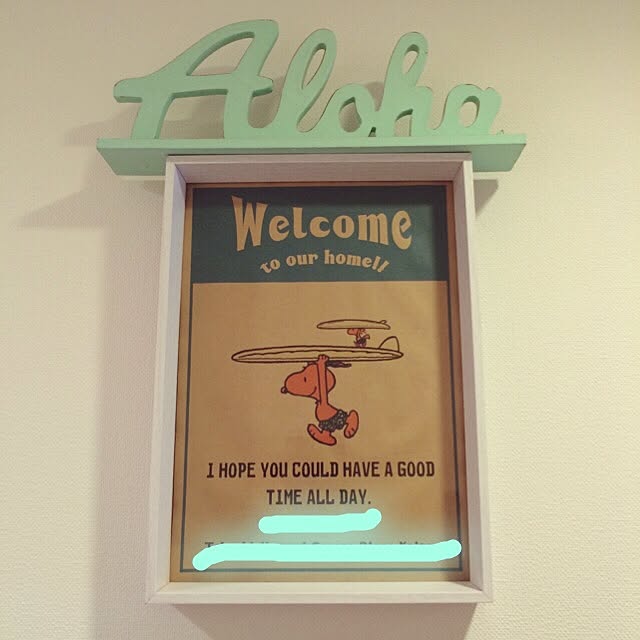 Aloha
Welcome
to our home!!
I HOPE YOU COULD HAVE A GOOD
TIME ALL DAY.